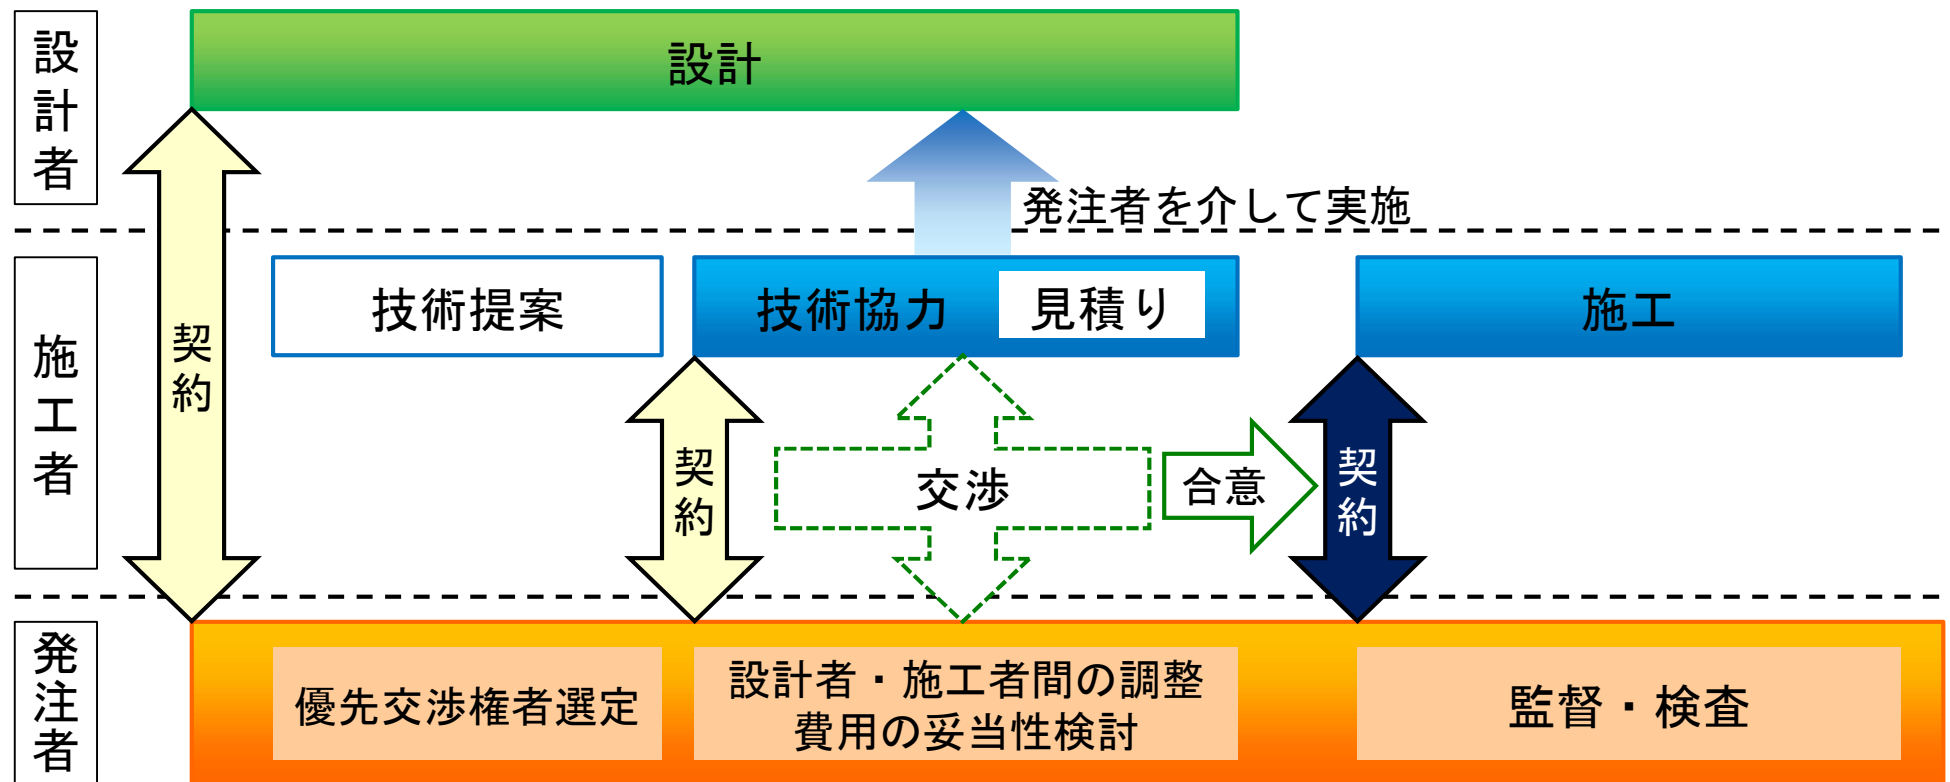 設計者
設計
発注者を介して実施
施工者
技術提案
技術協力
見積り
施工
契約
契約
交渉
合意
契約
発注者
優先交渉権者選定
設計者・施工者間の調整
費用の妥当性検討
監督・検査